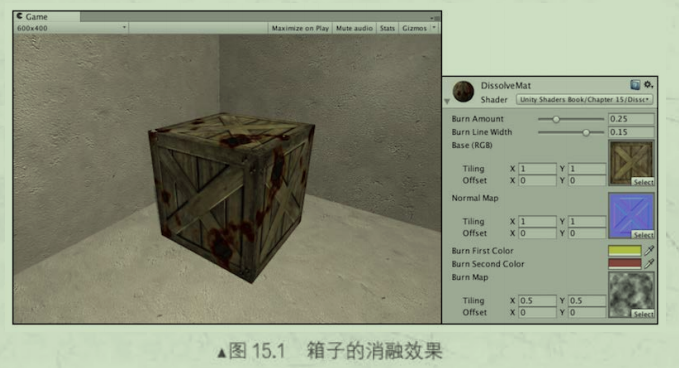 Game
600x400
Maximize on Play
Mute audio
Stats
Gizmos
DissolveMat
Shader
Unity Shaders Book/Chapter 15/Dissc
Burn Amount
0.25
Burn Line Width
0.15
Base (RGB)
Tiling X 1 Y 1
Offset X 0 Y 0
Select
Normal Map
Tiling X 1 Y 1
Offset X 0 Y 0
Select
Burn First Color
Burn Second Color
Burn Map
Tiling X 0.5 Y 0.5
Offset X 0 Y 0
Select
▲图 15.1 箱子的消融效果